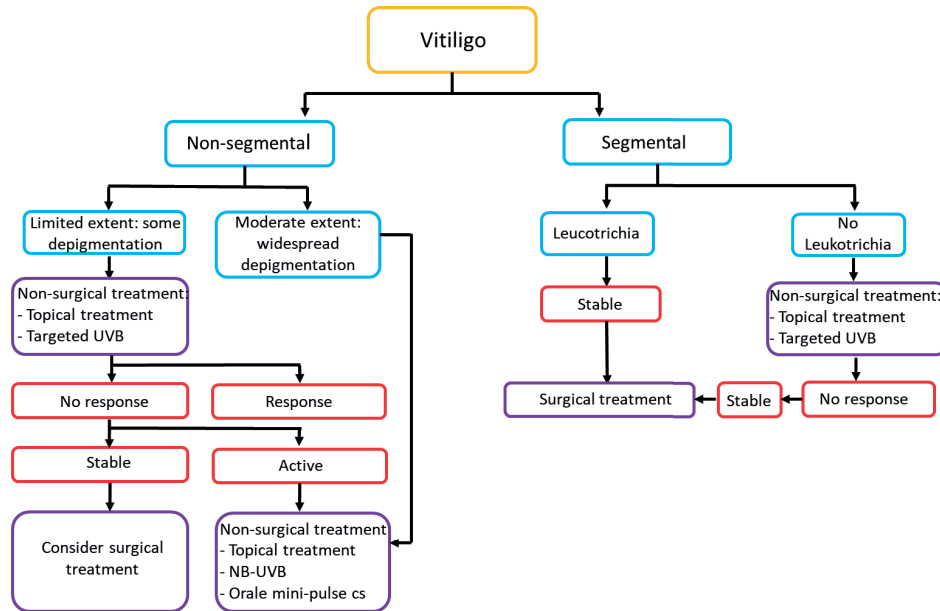 Vitiligo
Non-segmental
Segmental
Limited extent: some
depigmentation
Moderate extent:
widespread
depigmentation
Leucotrichia
No
Leukotrichia
Non-surgical treatment:
- Topical treatment
- Targeted UVB
Stable
Non-surgical treatment:
- Topical treatment
- Targeted UVB
No response
Response
Surgical treatment
Stable
No response
Stable
Active
Consider surgical
treatment
Non-surgical treatment
- Topical treatment
- NB-UVB
- Orale mini-pulse cs